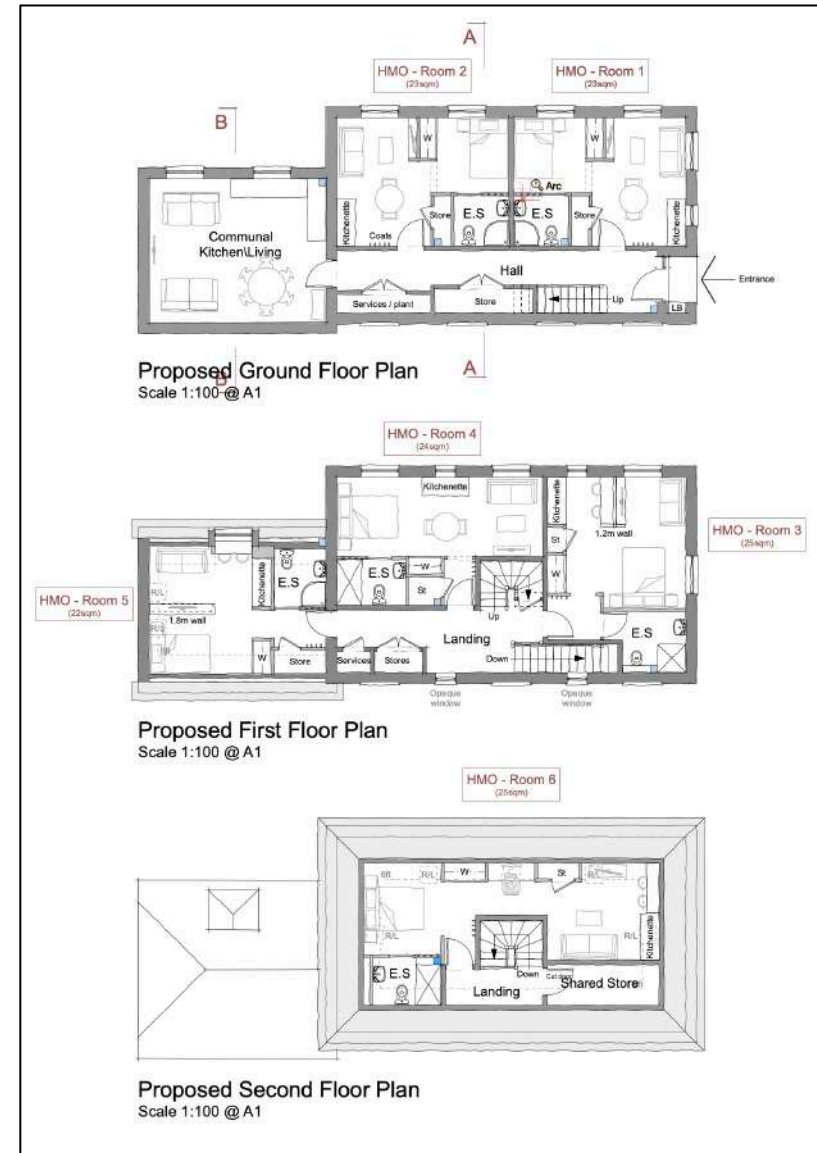 A
HMO - Room 2
(23sqm)
HMO - Room 1
(23sqm)
B
W
W
Arc
Store
E.S
E.S
Store
Kitchenette
Coats
Kitchenette
Communal
Kitchen\Living
Hall
Entrance
Services / plant
Store
Up
LB
Proposed Ground Floor Plan
Scale 1:100 @ A1
B
A
HMO - Room 4
(24sqm)
Kitchenette
Kitchenette
1.2m wall
HMO - Room 3
(25sqm)
St
W
E.S
Kitchenette
E.S
W
St
HMO - Room 5
(22sqm)
R/L
1.8m wall
Up
Landing
E.S
W
Store
Services
Stores
Down
Opaque
window
Opaque
window
Proposed First Floor Plan
Scale 1:100 @ A1
HMO - Room 6
(25sqm)
R/L
W
St
R/L
R/L
Kitchenette
E.S
Down
Landing
Shared Store
Proposed Second Floor Plan
Scale 1:100 @ A1